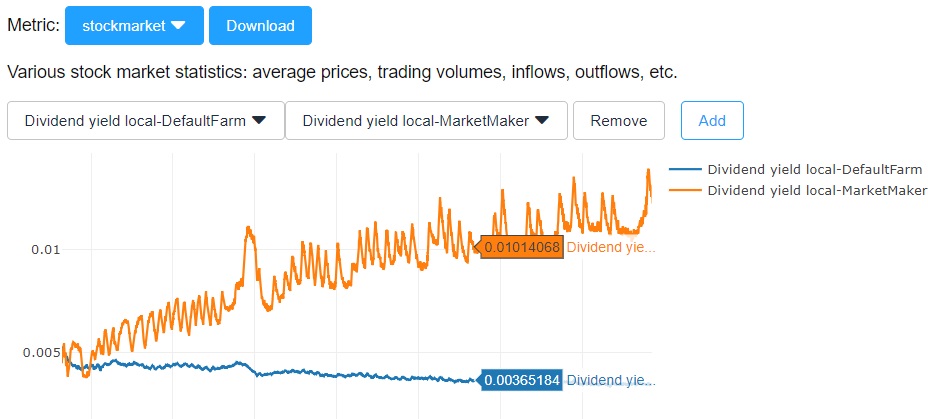 Metric: stockmarket Download
Various stock market statistics: average prices, trading volumes, inflows, outflows, etc.
Dividend yield local-DefaultFarm Dividend yield local-MarketMaker Remove Add
Dividend yield local-DefaultFarm
Dividend yield local-MarketMaker
0.01
0.01014068 Dividend yie...
0.005
0.00365184 Dividend yie...